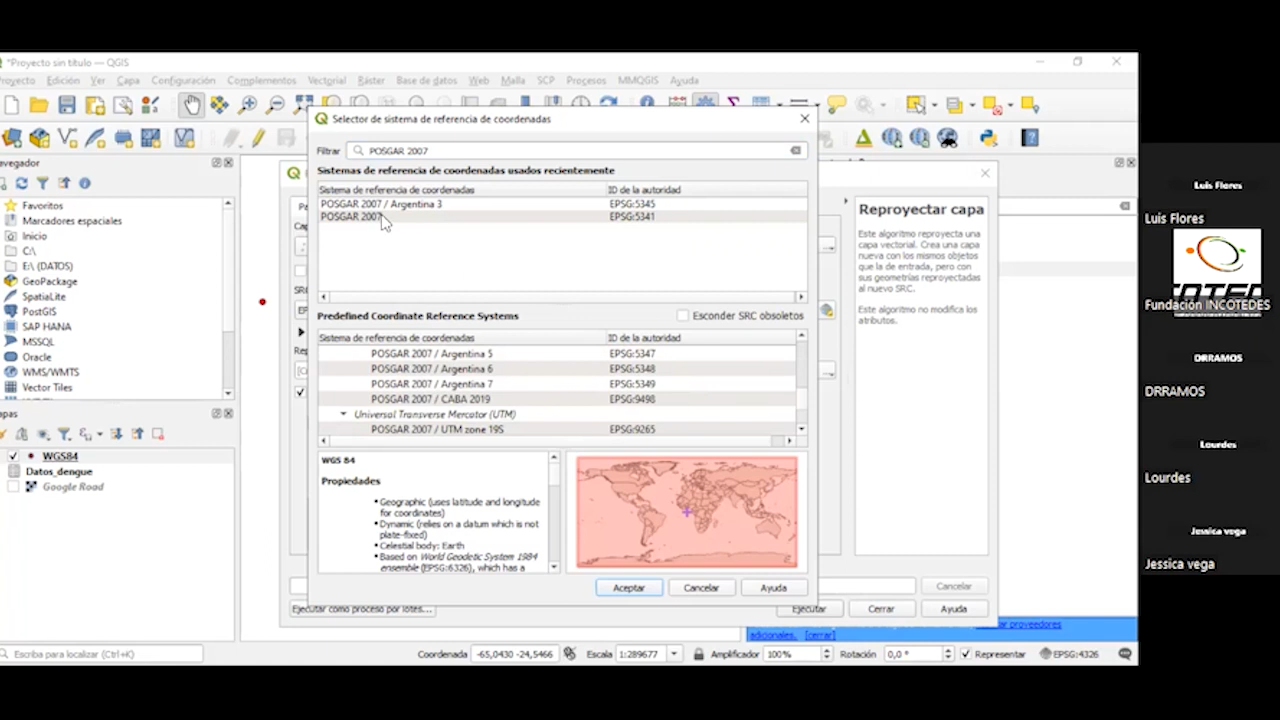 *Proyecto sin título — QGIS
royecto Edición Ver Capa Configuración Complementos Vectorial Ráster Base de datos Web Malla SCP Procesos MMQGIS Ayuda
avegador
Favoritos
Marcadores espaciales
Inicio
C:\
E:\ (DATOS)
GeoPackage
SpatiaLite
PostGIS
SAP HANA
MSSQL
Oracle
WMS/WMTS
Vector Tiles
apas
WGS84
Datos_dengue
Google Road
Selector de sistema de referencia de coordenadas
Filtrar POSGAR 2007
Sistemas de referencia de coordenadas usados recientemente
Sistema de referencia de coordenadas ID de la autoridad
POSGAR 2007 / Argentina 3 EPSG:5345
POSGAR 2007 EPSG:5341
Predefined Coordinate Reference Systems Esconder SRC obsoletos
Sistema de referencia de coordenadas ID de la autoridad
POSGAR 2007 / Argentina 5 EPSG:5347
POSGAR 2007 / Argentina 6 EPSG:5348
POSGAR 2007 / Argentina 7 EPSG:5349
POSGAR 2007 / CABA 2019 EPSG:9498
Universal Transverse Mercator (UTM)
POSGAR 2007 / UTM zone 19S EPSG:9265
WGS 84
Propiedades
•Geographic (uses latitude and longitude
for coordinates)
•Dynamic (relies on a datum which is not
plate-fixed)
•Celestial body: Earth
•Based on World Geodetic System 1984
ensemble (EPSG:6326), which has a
Aceptar Cancelar Ayuda
Reproyectar capa
Este algoritmo reproyecta una
capa vectorial. Crea una capa
nueva con los mismos objetos
que la de entrada, pero con
sus geometrías reproyectadas
al nuevo SRC.
Este algoritmo no modifica los
atributos.
Cancelar
Ejecutar como proceso por lotes... Ejecutar Cerrar Ayuda
proveedores
adicionales. [cerrar]
Escriba para localizar (Ctrl+K) Coordenada -65,0430 -24,5466 Escala 1:289677 Amplificador 100% Rotación 0,0 ° Representar EPSG:4326
Luis Flores
Luis Flores
Fundación INCOTEDES
DRRAMOS
DRRAMOS
Lourdes
Lourdes
Jessica vega
Jessica vega